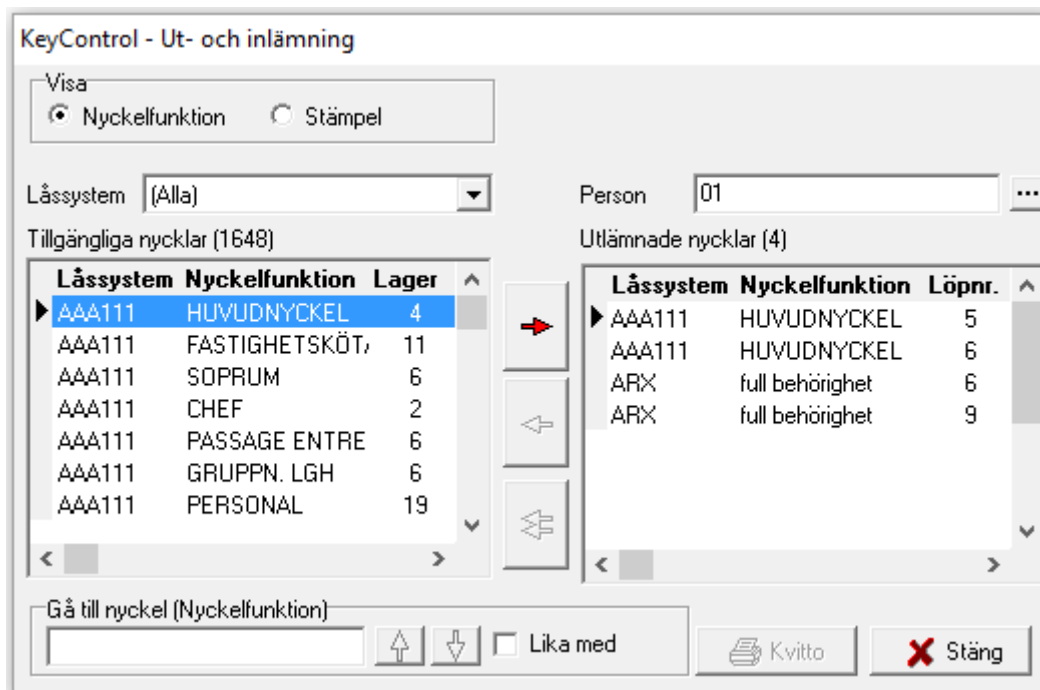 KeyControl - Ut- och inlämning
Visa
Nyckelfunktion Stämpel
Låssystem (Alla) Person 01 ...
Tillgängliga nycklar (1648) Utlämnade nycklar (4)
Låssystem Nyckelfunktion Lager
AAA111 HUVUDNYCKEL 4
AAA111 FASTIGHETSKÖT 11
AAA111 SOPRUM 6
AAA111 CHEF 2
AAA111 PASSAGE ENTRE 6
AAA111 GRUPPN. LGH 6
AAA111 PERSONAL 19
Låssystem Nyckelfunktion Löpnr.
AAA111 HUVUDNYCKEL 5
AAA111 HUVUDNYCKEL 6
ARX full behörighet 6
ARX full behörighet 9
Gå till nyckel (Nyckelfunktion)
Lika med Kvitto Stäng